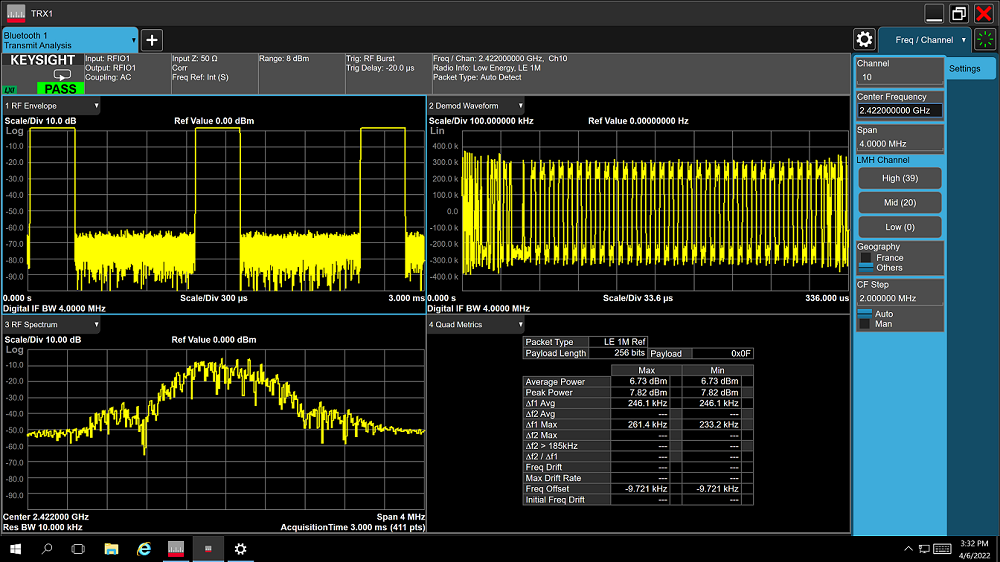 TRX1
Bluetooth 1
Transmit Analysis
+
Freq / Channel
KEYSIGHT
LXI
PASS
Input: RFIO1
Output: RFIO1
Coupling: AC
Input Z: 50 Ω
Corr
Freq Ref: Int (S)
Range: 8 dBm
Trig: RF Burst
Trig Delay: -20.0 µs
Freq / Chan: 2.422000000 GHz, Ch10
Radio Info: Low Energy, LE 1M
Packet Type: Auto Detect
1 RF Envelope
Scale/Div 10.0 dB
Ref Value 0.00 dBm
Log
-10.0
-20.0
-30.0
-40.0
-50.0
-60.0
-70.0
-80.0
-90.0
0.000 s
Scale/Div 300 µs
3.000 ms
Digital IF BW 4.0000 MHz
2 Demod Waveform
Scale/Div 100.000000 kHz
Ref Value 0.00000000 Hz
Lin
400.0 k
300.0 k
200.0 k
100.0 k
0.0
-100.0 k
-200.0 k
-300.0 k
-400.0 k
0.000 s
Scale/Div 33.6 µs
336.000 us
Digital IF BW 4.0000 MHz
3 RF Spectrum
Scale/Div 10.00 dB
Ref Value 0.000 dBm
Log
-10.0
-20.0
-30.0
-40.0
-50.0
-60.0
-70.0
-80.0
-90.0
Center 2.422000 GHz
Span 4 MHz
Res BW 10.000 kHz
AcquisitionTime 3.000 ms (411 pts)
4 Quad Metrics
Packet Type LE 1M Ref
Payload Length 256 bits Payload 0x0F
Max Min
Average Power 6.73 dBm 6.73 dBm
Peak Power 7.82 dBm 7.82 dBm
Δf1 Avg 246.1 kHz 246.1 kHz
Δf2 Avg --- ---
Δf1 Max 261.4 kHz 233.2 kHz
Δf2 Max --- ---
Δf2 > 185kHz --- ---
Δf2 / Δf1 --- ---
Freq Drift --- ---
Max Drift Rate --- ---
Freq Offset -9.721 kHz -9.721 kHz
Initial Freq Drift --- ---
Channel
10
Center Frequency
2.422000000 GHz
Span
4.0000 MHz
LMH Channel
High (39)
Mid (20)
Low (0)
Geography
France
Others
CF Step
2.000000 MHz
Auto
Man
Settings
3:32 PM
4/6/2022